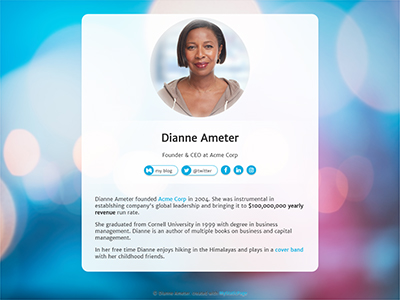 Dianne Ameter
Founder & CEO at Acme Corp
my blog
@twitter
Dianne Ameter founded Acme Corp in 2004. She was instrumental in
establishing company's global leadership and bringing it to $100,000,000 yearly
revenue run rate.
She graduated from Cornell University in 1999 with degree in business
management. Dianne is an author of multiple books on business and capital
management.
In her free time Dianne enjoys hiking in the Himalayas and plays in a cover band
with her childhood friends.
© Dianne Ameter